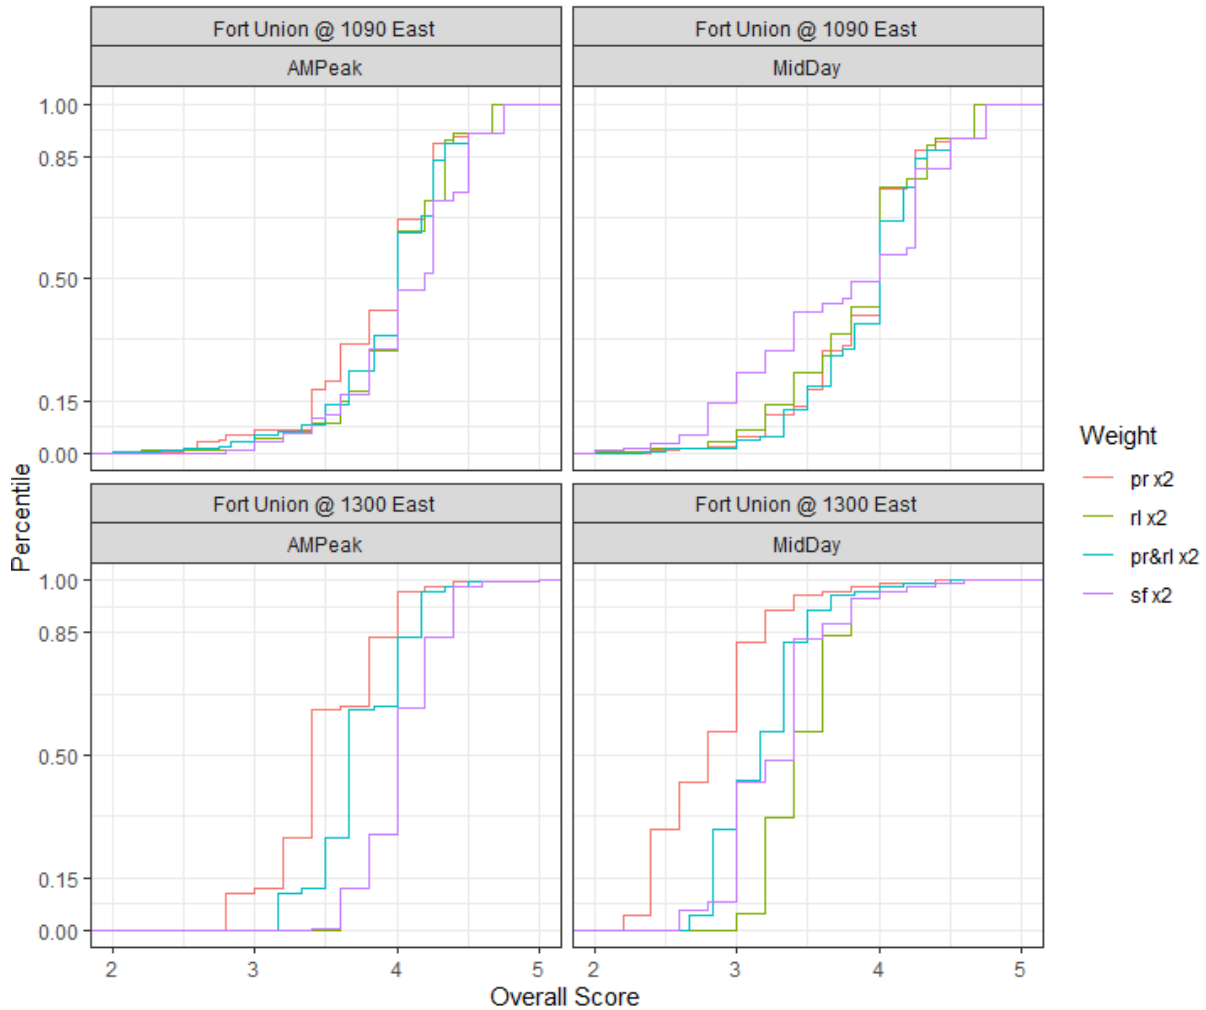 Fort Union @ 1090 East
Fort Union @ 1090 East
AMPeak
MidDay
1.00
0.85
0.50
0.15
0.00
Fort Union @ 1300 East
Fort Union @ 1300 East
AMPeak
MidDay
1.00
0.85
0.50
0.15
0.00
2 3 4 5
2 3 4 5
Overall Score
Percentile
Weight
pr x2
rl x2
pr&rl x2
sf x2